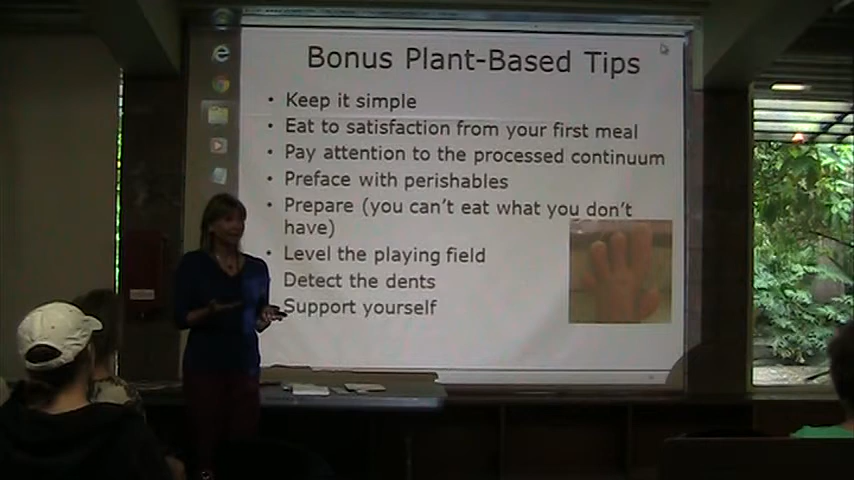 Bonus Plant-Based Tips
• Keep it simple
• Eat to satisfaction from your first meal
• Pay attention to the processed continuum
• Preface with perishables
• Prepare (you can't eat what you don't
have)
• Level the playing field
Detect the dents
Support yourself